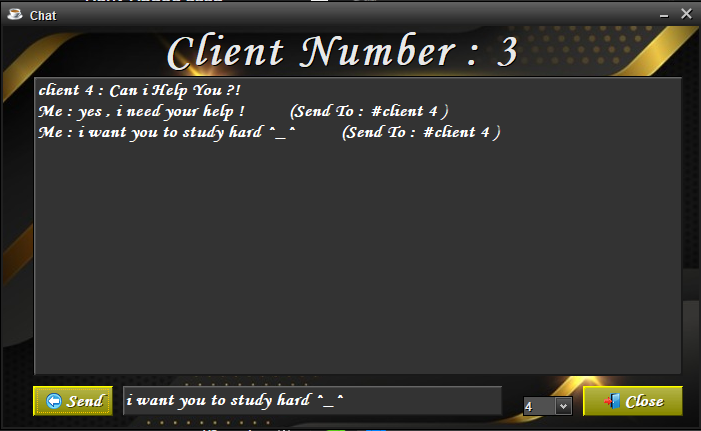 Chat
Client Number : 3
client 4 : Can i Help You ?!
Me : yes , i need your help ! (Send To : #client 4 )
Me : i want you to study hard ^_^ (Send To : #client 4 )
Send
i want you to study hard ^_^
4
Close